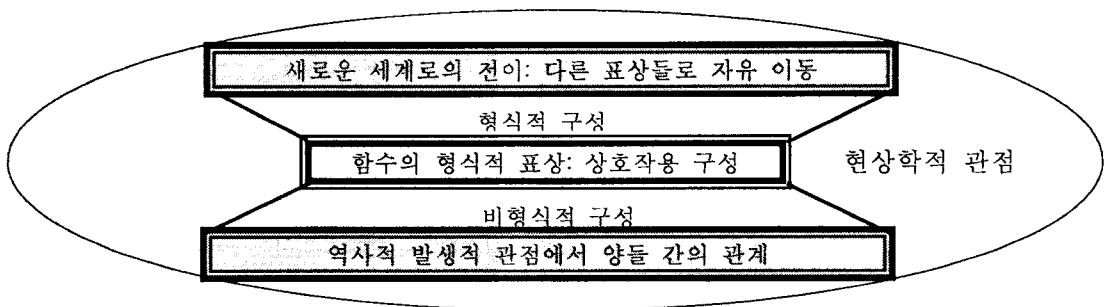 새로운 세계로의 전이: 다른 표상들로 자유 이동
형식적 구성
함수의 형식적 표상: 상호작용 구성
현상학적 관점
비형식적 구성
역사적 발생적 관점에서 양들 간의 관계